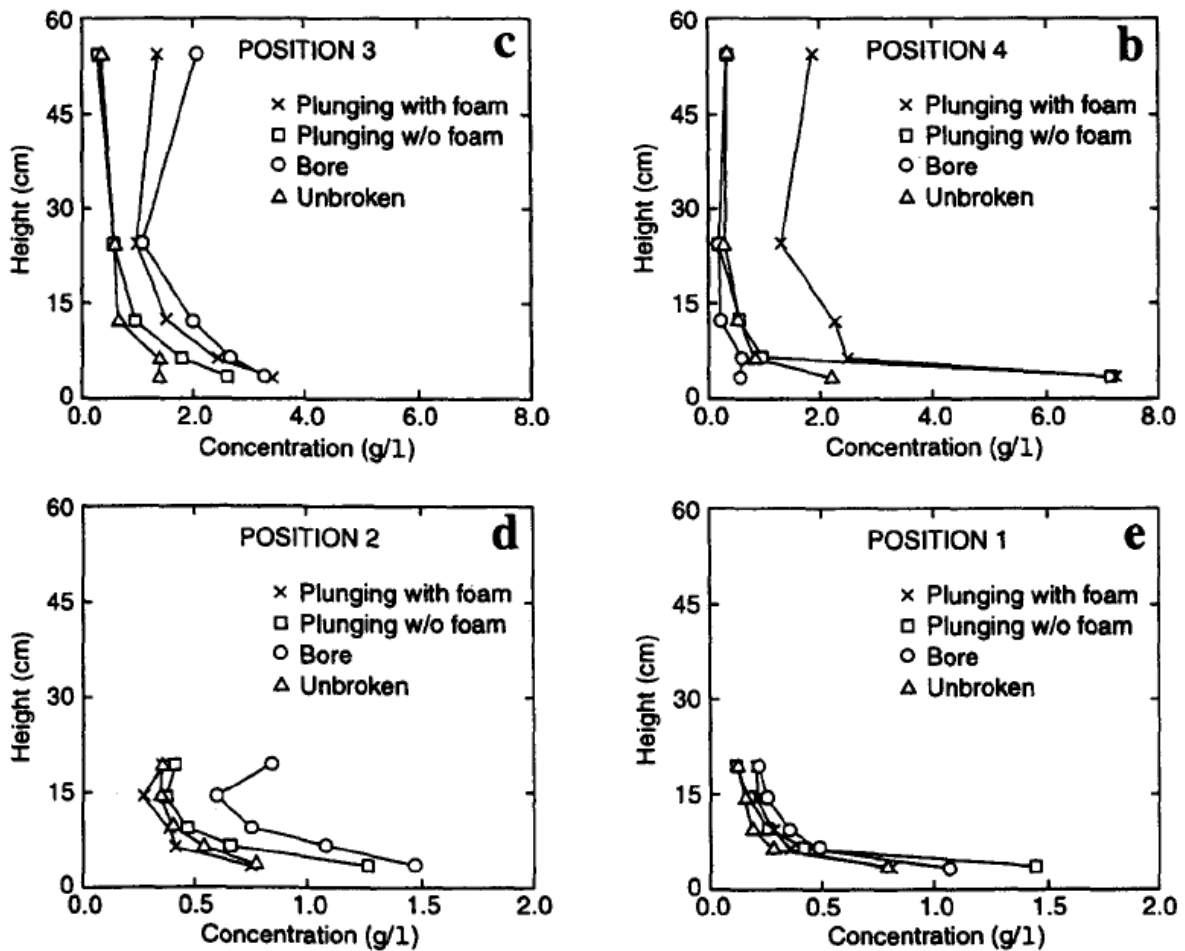 60
45
30
15
0
Height (cm)
POSITION 3
c
Plunging with foam
Plunging w/o foam
Bore
Unbroken
0.0 2.0 4.0 6.0 8.0
Concentration (g/l)
60
45
30
15
0
Height (cm)
POSITION 4
b
Plunging with foam
Plunging w/o foam
Bore
Unbroken
0.0 2.0 4.0 6.0 8.0
Concentration (g/l)
60
45
30
15
0
Height (cm)
POSITION 2
d
Plunging with foam
Plunging w/o foam
Bore
Unbroken
0.0 0.5 1.0 1.5 2.0
Concentration (g/l)
60
45
30
15
0
Height (cm)
POSITION 1
e
Plunging with foam
Plunging w/o foam
Bore
Unbroken
0.0 0.5 1.0 1.5 2.0
Concentration (g/l)